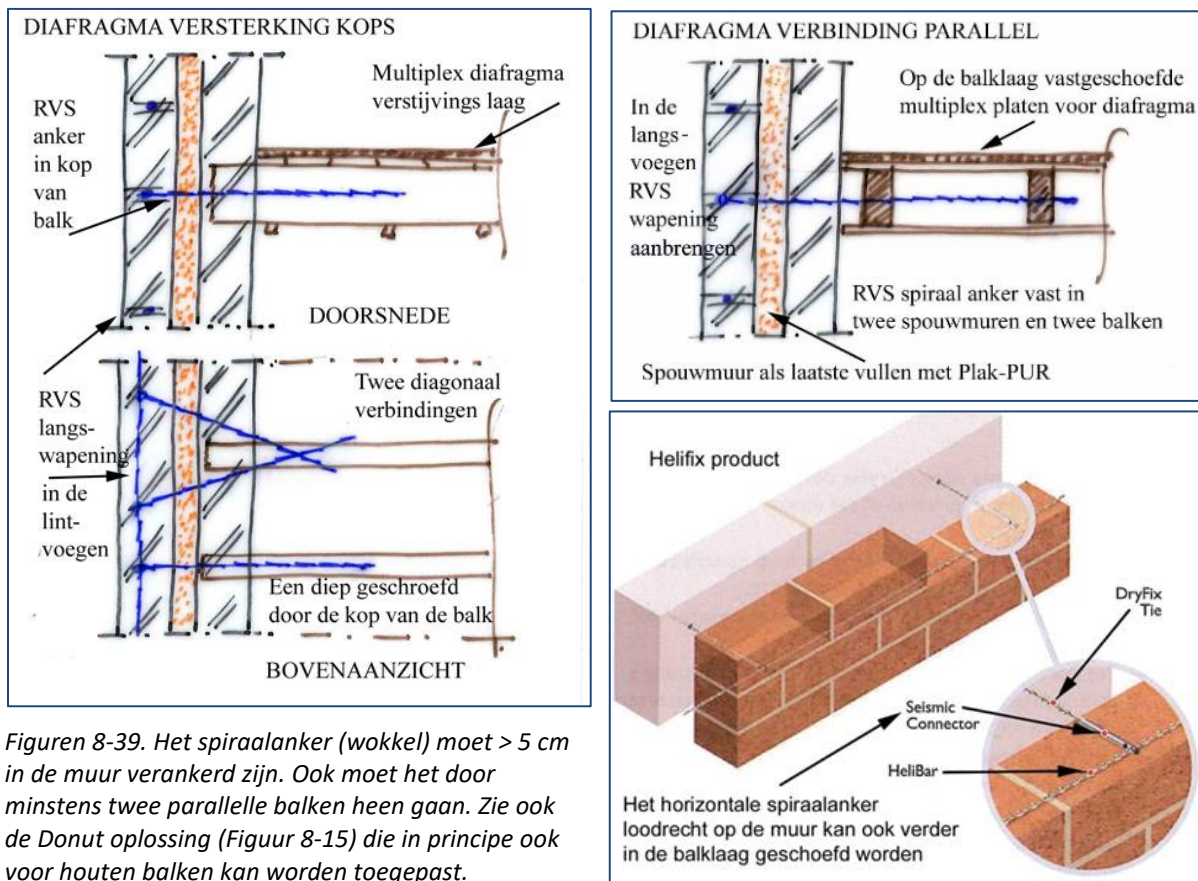 DIAFRAGMA VERSTERKING KOPS
RVS
anker
in kop
van
balk
Multiplex diafragma
verstijvings laag
DOORSNEDE
RVS
langs-
wapening
in de
lint-
voegen
Twee diagonaal
verbindingen
Een diep geschroefd
door de kop van de balk
BOVENAANZICHT
DIAFRAGMA VERBINDING PARALLEL
In de
langs-
voegen
RVS
wapening
aanbrengen
Op de balklaag vastgeschoefde
multiplex platen voor diafragma
RVS spiraal anker vast in
twee spouwmuren en twee balken
Spouwmuur als laatste vullen met Plak-PUR
Helifix product
DryFix
Tie
Seismic
Connector
HeliBar
Het horizontale spiraalanker
loodrecht op de muur kan ook verder
in de balklaag geschoefd worden
Figuren 8-39. Het spiraalanker (wokkel) moet > 5 cm
in de muur verankerd zijn. Ook moet het door
minstens twee parallelle balken heen gaan. Zie ook
de Donut oplossing (Figuur 8-15) die in principe ook
voor houten balken kan worden toegepast.